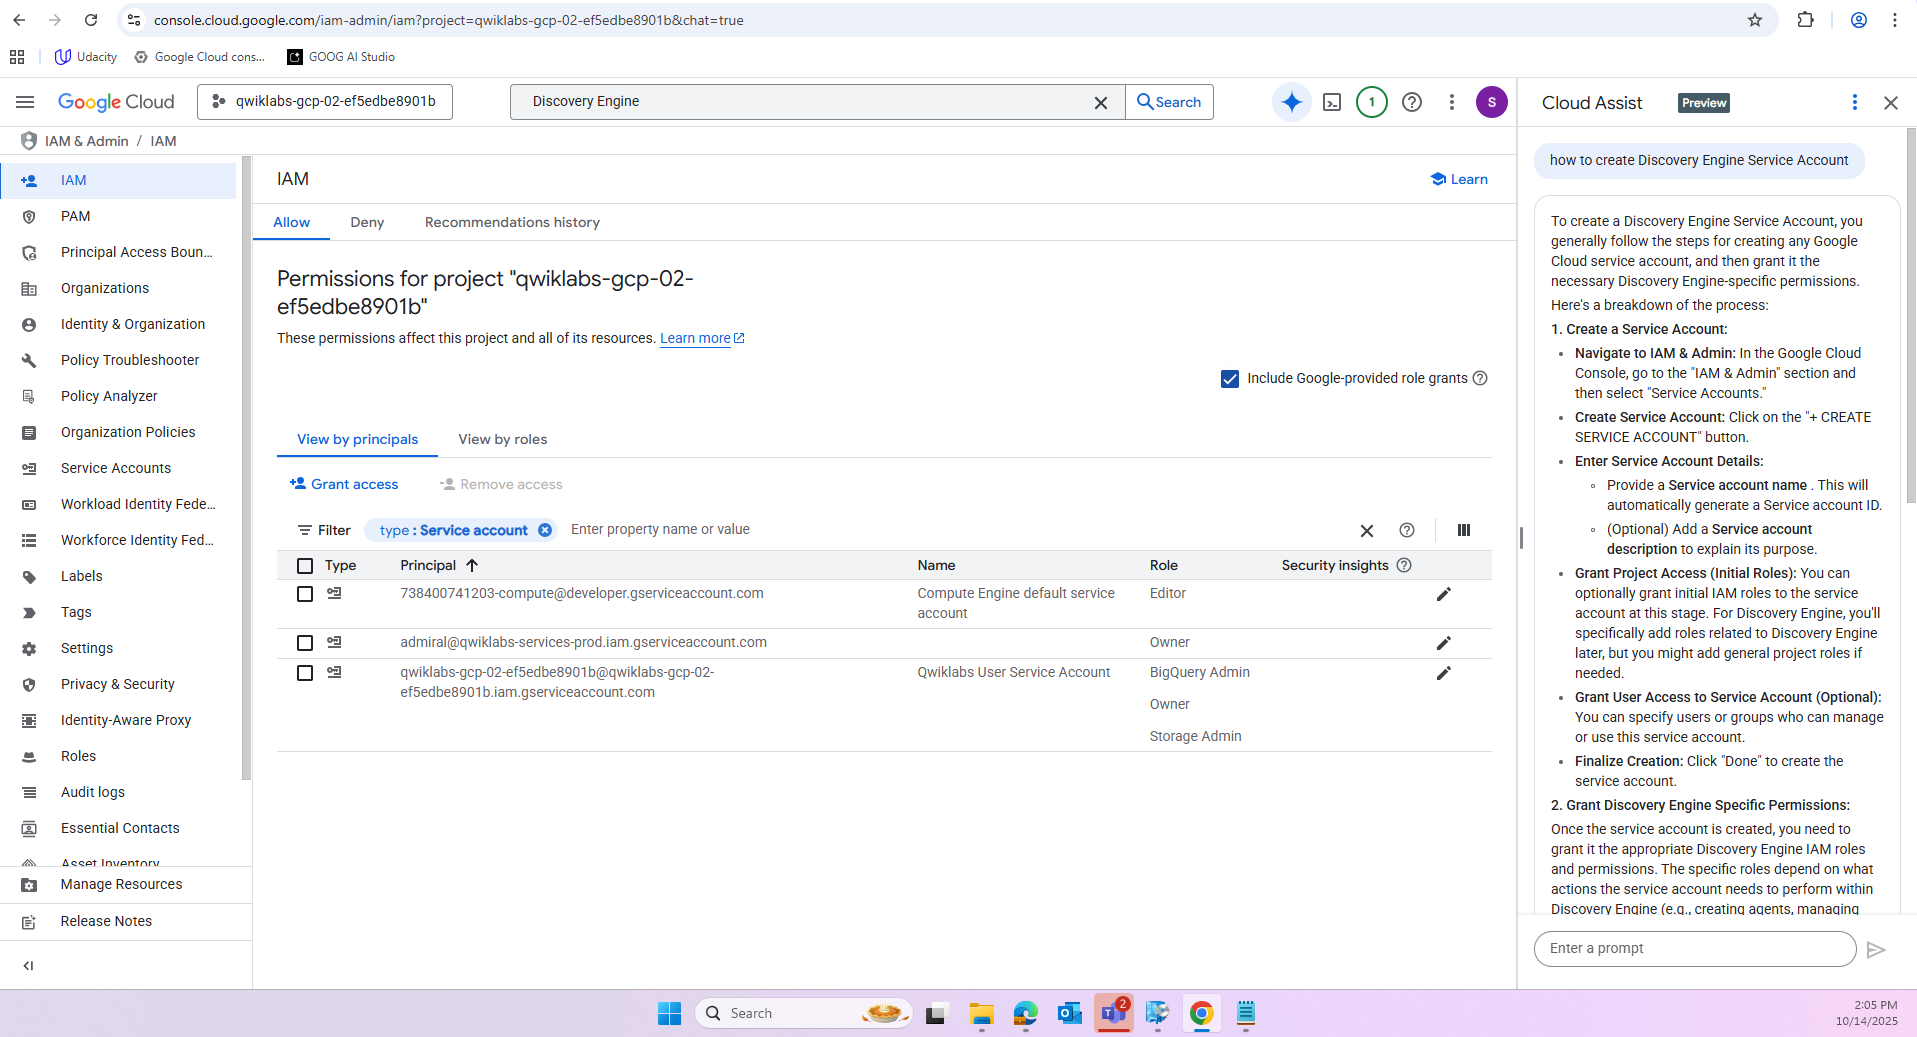 console.cloud.google.com/iam-admin/iam?project=qwiklabs-gcp-02-ef5edbe8901b&chat=true
Udacity
Google Cloud cons...
GOOG AI Studio
Google Cloud
qwiklabs-gcp-02-ef5edbe8901b
Discovery Engine
Search
1
S
IAM & Admin / IAM
IAM
PAM
Principal Access Boun...
Organizations
Identity & Organization
Policy Troubleshooter
Policy Analyzer
Organization Policies
Service Accounts
Workload Identity Fede...
Workforce Identity Fed...
Labels
Tags
Settings
Privacy & Security
Identity-Aware Proxy
Roles
Audit logs
Essential Contacts
Asset Inventory
Manage Resources
Release Notes
IAM
Learn
Allow
Deny
Recommendations history
Permissions for project "qwiklabs-gcp-02-
ef5edbe8901b"
These permissions affect this project and all of its resources. Learn more
Include Google-provided role grants
View by principals
View by roles
Grant access
Remove access
Filter
type : Service account
Enter property name or value
Type
Principal
Name
Role
Security insights
738400741203-compute@developer.gserviceaccount.com
Compute Engine default service
account
Editor
admiral@qwiklabs-services-prod.iam.gserviceaccount.com
Owner
qwiklabs-gcp-02-ef5edbe8901b@qwiklabs-gcp-02-
ef5edbe8901b.iam.gserviceaccount.com
Qwiklabs User Service Account
BigQuery Admin
Owner
Storage Admin
Cloud Assist
Preview
how to create Discovery Engine Service Account
To create a Discovery Engine Service Account, you
generally follow the steps for creating any Google
Cloud service account, and then grant it the
necessary Discovery Engine-specific permissions.
Here's a breakdown of the process:
1. Create a Service Account:
• Navigate to IAM & Admin: In the Google Cloud
Console, go to the "IAM & Admin" section and
then select "Service Accounts."
• Create Service Account: Click on the "+ CREATE
SERVICE ACCOUNT" button.
• Enter Service Account Details:
◦ Provide a Service account name . This will
automatically generate a Service account ID.
◦ (Optional) Add a Service account
description to explain its purpose.
• Grant Project Access (Initial Roles): You can
optionally grant initial IAM roles to the service
account at this stage. For Discovery Engine, you'll
specifically add roles related to Discovery Engine
later, but you might add general project roles if
needed.
• Grant User Access to Service Account (Optional):
You can specify users or groups who can manage
or use this service account.
• Finalize Creation: Click "Done" to create the
service account.
2. Grant Discovery Engine Specific Permissions:
Once the service account is created, you need to
grant it the appropriate Discovery Engine IAM roles
and permissions. The specific roles depend on what
actions the service account needs to perform within
Discovery Engine (e.g., creating agents, managing
Enter a prompt
Search
2
2:05 PM
10/14/2025